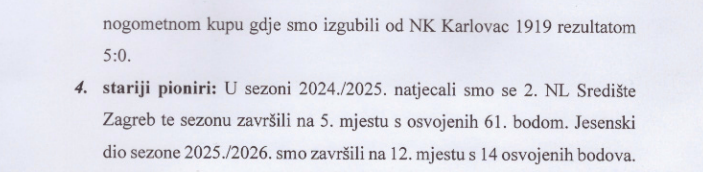 nogometnom kupu gdje smo izgubili od NK Karlovac 1919 rezultatom
5:0.
4. stariji pioniri: U sezoni 2024./2025. natjecali smo se 2. NL Središte
Zagreb te sezonu završili na 5. mjestu s osvojenih 61. bodom. Jesenski
dio sezone 2025./2026. smo završili na 12. mjestu s 14 osvojenih bodova.